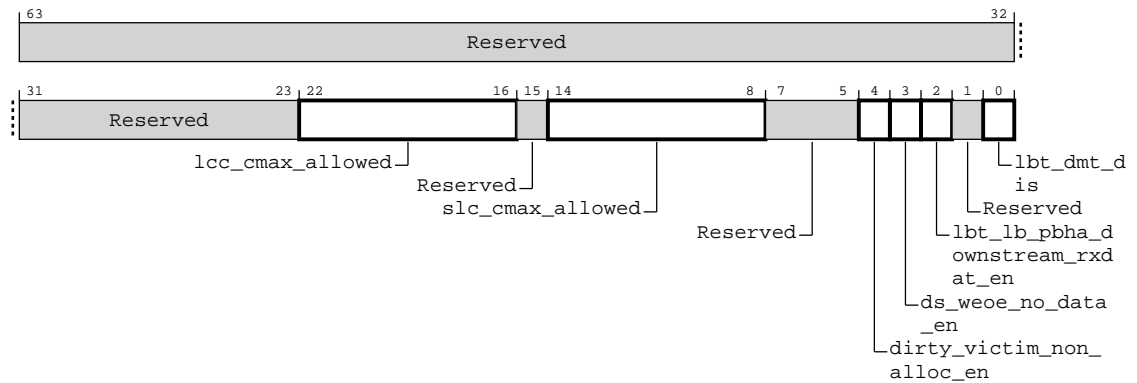 63 32
Reserved
31 23 22 16 15 14 8 7 5 4 3 2 1 0
Reserved
lcc_cmax_allowed
lbt_dmt_d
is
Reserved
slc_cmax_allowed
Reserved
Reserved
lbt_lb_pbha_d
ownstream_rxd
at_en
ds_weoe_no_data
_en
dirty_victim_non_
alloc_en